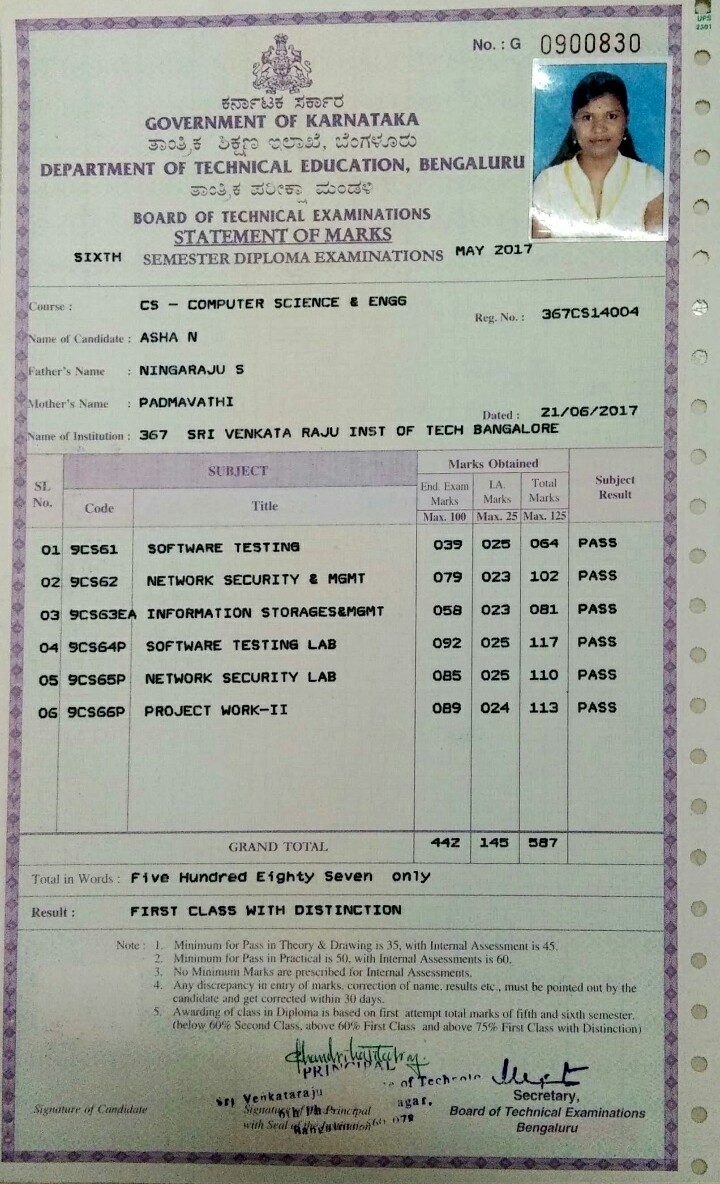 UFS
2301
No. : G 0900830
ಕರ್ನಾಟಕ ಸರ್ಕಾರ
GOVERNMENT OF KARNATAKA
ತಾಂತ್ರಿಕ ಶಿಕ್ಷಣ ಇಲಾಖೆ, ಬೆಂಗಳೂರು
DEPARTMENT OF TECHNICAL EDUCATION, BENGALURU
ತಾಂತ್ರಿಕ ಪರೀಕ್ಷಾ ಮಂಡಳಿ
BOARD OF TECHNICAL EXAMINATIONS
STATEMENT OF MARKS
SIXTH SEMESTER DIPLOMA EXAMINATIONS MAY 2017
Course : CS - COMPUTER SCIENCE & ENGG
Reg. No. : 367CS14004
Name of Candidate : ASHA N
Father's Name : NINGARAJU S
Mother's Name : PADMAVATHI
Dated : 21/06/2017
Name of Institution : 367 SRI VENKATA RAJU INST OF TECH BANGALORE
SL No. SUBJECT Marks Obtained Subject Result
Code Title End. Exam Marks I.A. Marks Total Marks
Max. 100 Max. 25 Max. 125
01 9CS61 SOFTWARE TESTING 039 025 064 PASS
02 9CS62 NETWORK SECURITY & MGMT 079 023 102 PASS
03 9CS63EA INFORMATION STORAGES&MGMT 058 023 081 PASS
04 9CS64P SOFTWARE TESTING LAB 092 025 117 PASS
05 9CS65P NETWORK SECURITY LAB 085 025 110 PASS
06 9CS66P PROJECT WORK-II 089 024 113 PASS
GRAND TOTAL 442 145 587
Total in Words : Five Hundred Eighty Seven only
Result : FIRST CLASS WITH DISTINCTION
Note : 1. Minimum for Pass in Theory & Drawing is 35, with Internal Assessment is 45.
2. Minimum for Pass in Practical is 50, with Internal Assessments is 60.
3. No Minimum Marks are prescribed for Internal Assessments.
4. Any discrepancy in entry of marks, correction of name, results etc., must be pointed out by the
candidate and get corrected within 30 days.
5. Awarding of class in Diploma is based on first attempt total marks of fifth and sixth semester.
(below 60% Second Class, above 60% First Class and above 75% First Class with Distinction)
PRINCIPAL
Sri Venkataraju of Techno
Signature of Candidate
Signature of the Principal
with Seal of the Institution
Secretary,
Board of Technical Examinations
Bengaluru